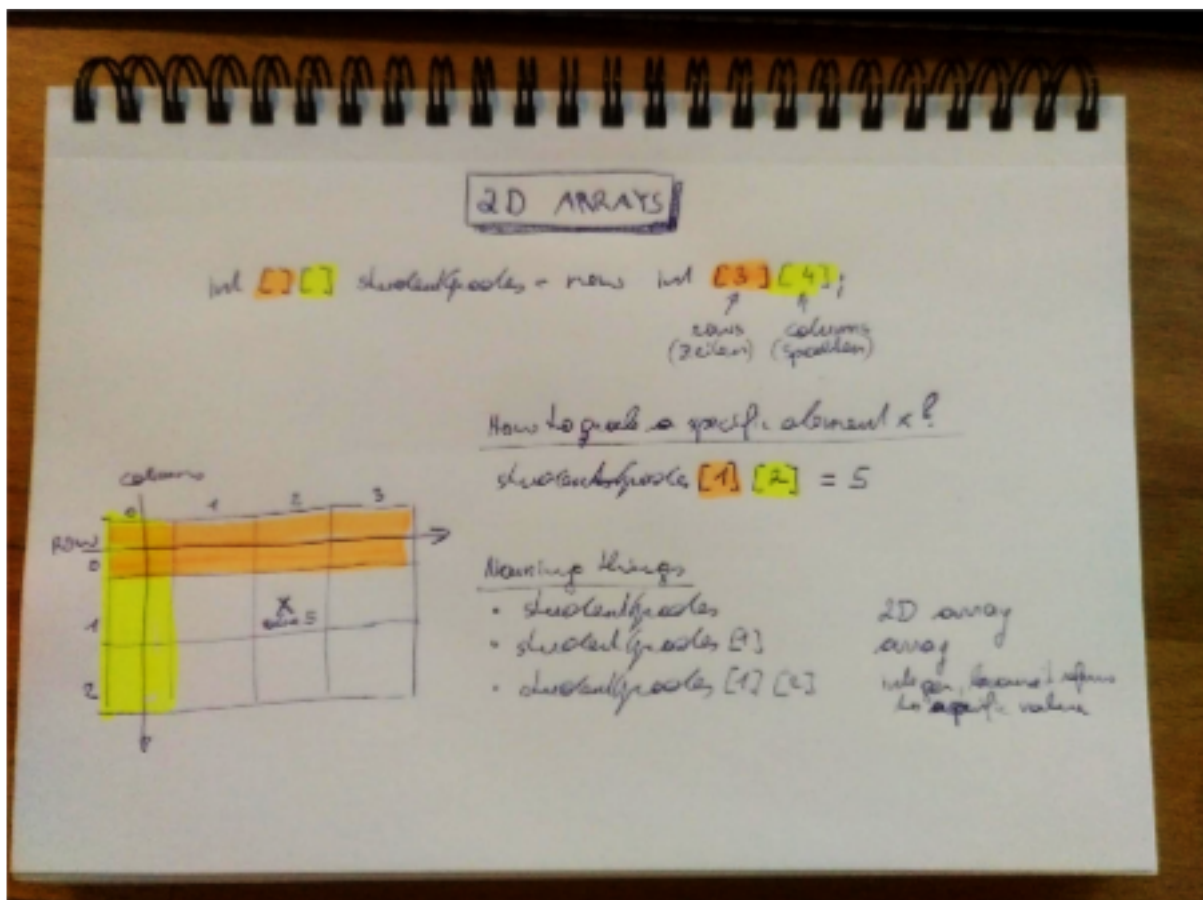 2D ARRAYS
int [][] studentGrades = new int [3][4];
rows columns
(Zeilen) (Spalten)
How to grab a specific element x?
studentGrades [1] [2] = 5
columns
0 1 2 3
ROW
0
1
2
X
5
Naming things
• studentGrades 2D array
• studentGrades [1] array
• studentGrades [1] [2] integer, because it refers
to specific value